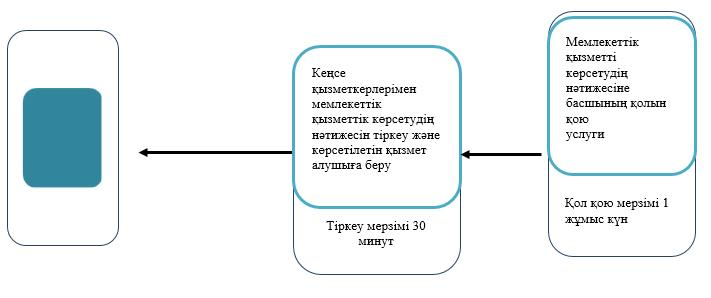 Кеңсе
қызметкерлерімен
мемлекеттік
қызметтік көрсетудің
нәтижесін тіркеу және
көрсетілетін қызмет
алушыға беру
Тіркеу мерзімі 30
минут
Мемлекеттік
қызметті
көрсетудің
нәтижесіне
басшының қолын
қою
услуги
Қол қою мерзімі 1
жұмыс күн